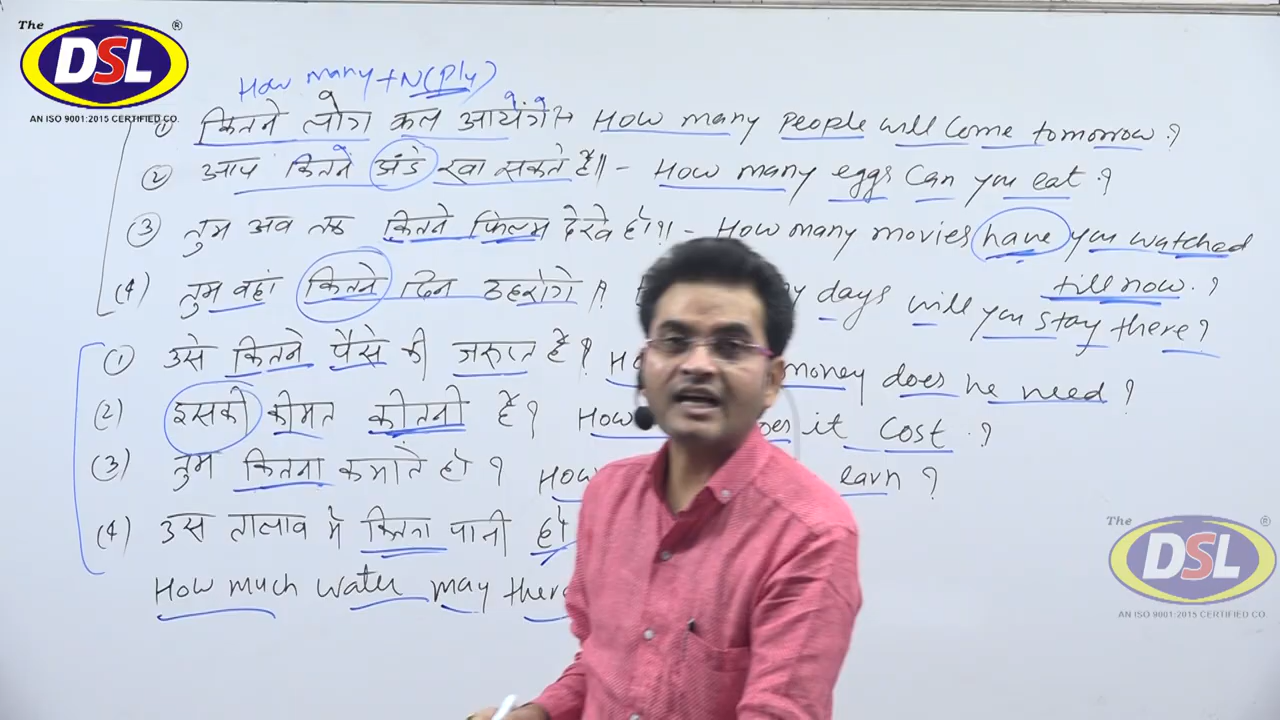 The DSL ®
AN ISO 9001:2015 CERTIFIED CO.
How many + N(Ply)
(1) कितने लोग कल आयेंगे ?- How many people will come tomorrow ?
(2) आप कितने अंडे खा सकते हैं॥ - How many eggs can you eat ?
(3) तुम अब तक कितने फिल्म देखे हो?। - How many movies have you watched
till now . ?
(4) तुम वहां कितने दिन ठहरोगे ? days will you stay there ?
(1) उसे कितने पैसे की जरूरत है ? money does he need ?
(2) इसकी कीमत कीतनी है ? How it cost . ?
(3) तुम कितना कमाते हो ? How earn ?
(4) उस तालाब मे कितना पानी हो
How much water may there
The DSL ®
AN ISO 9001:2015 CERTIFIED CO.